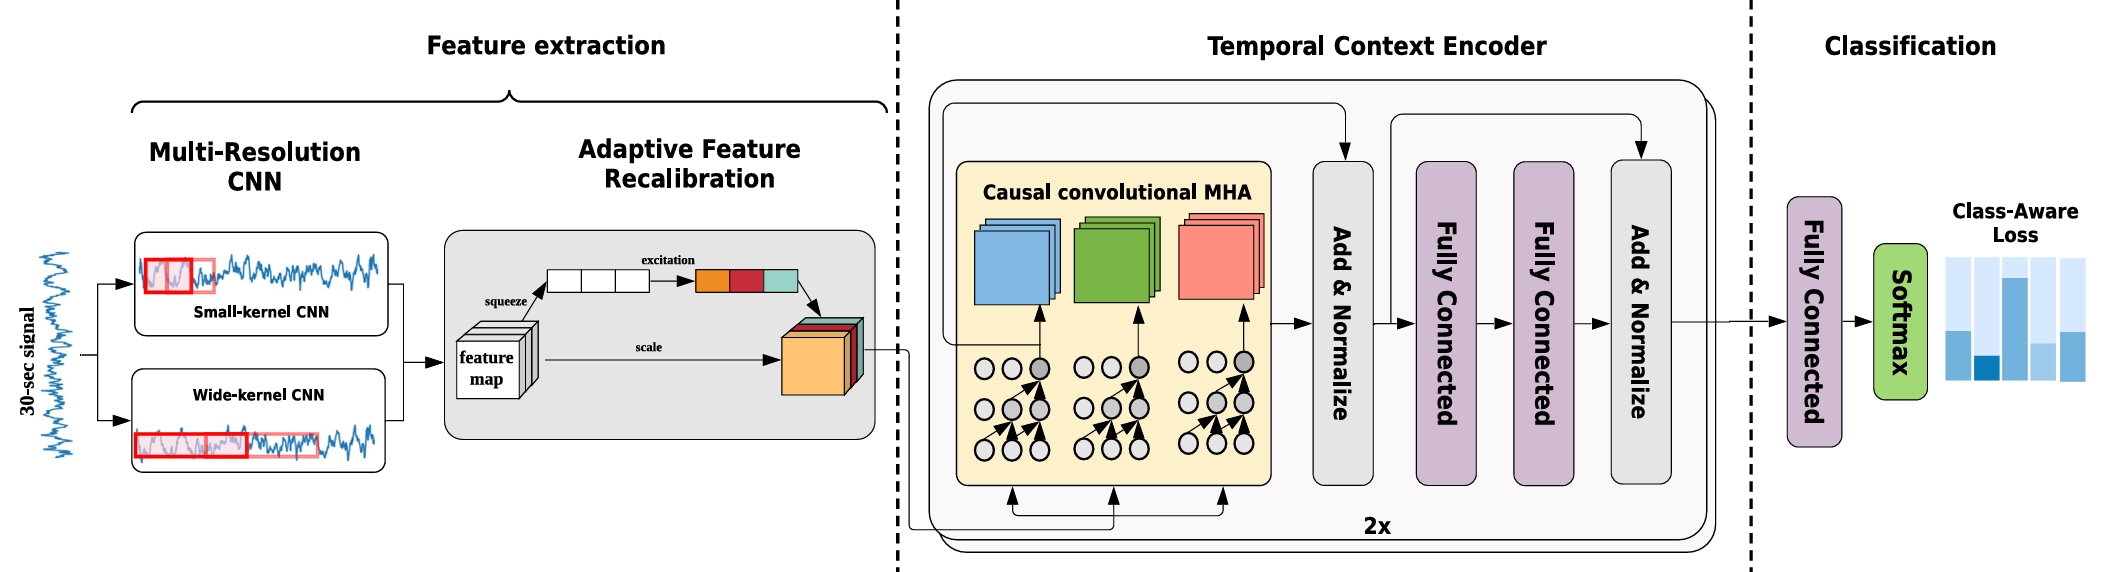 Feature extraction
Temporal Context Encoder
Classification
Multi-Resolution
CNN
Adaptive Feature
Recalibration
30-sec signal
Small-kernel CNN
Wide-kernel CNN
squeeze
excitation
feature
map
scale
Causal convolutional MHA
Add & Normalize
Fully Connected
Fully Connected
Add & Normalize
2x
Fully Connected
Softmax
Class-Aware
Loss